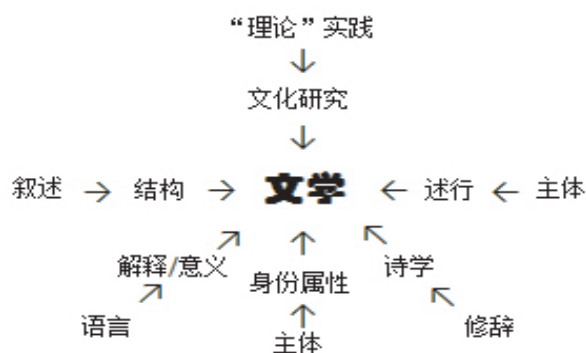 “理论”实践
↓
文化研究
↓
叙述 → 结构 → 文学 ← 述行 ← 主体
↗ ↑ ↖
解释/意义 身份属性 诗学
↗ ↑ ↖
语言 主体 修辞